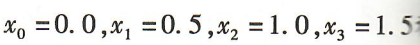 x₀ =0.0,x₁ =0.5,x₂ =1.0,x₃ =1.5